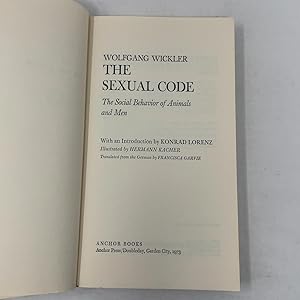 WOLFGANG WICKLER
THE
SEXUAL CODE
The Social Behavior of Animals
and Men
With an Introduction by KONRAD LORENZ
Illustrated by HERMANN KACHER
Translated from the German by FRANCISCA GARVIE
ANCHOR BOOKS
Anchor Press/Doubleday, Garden City, 1973